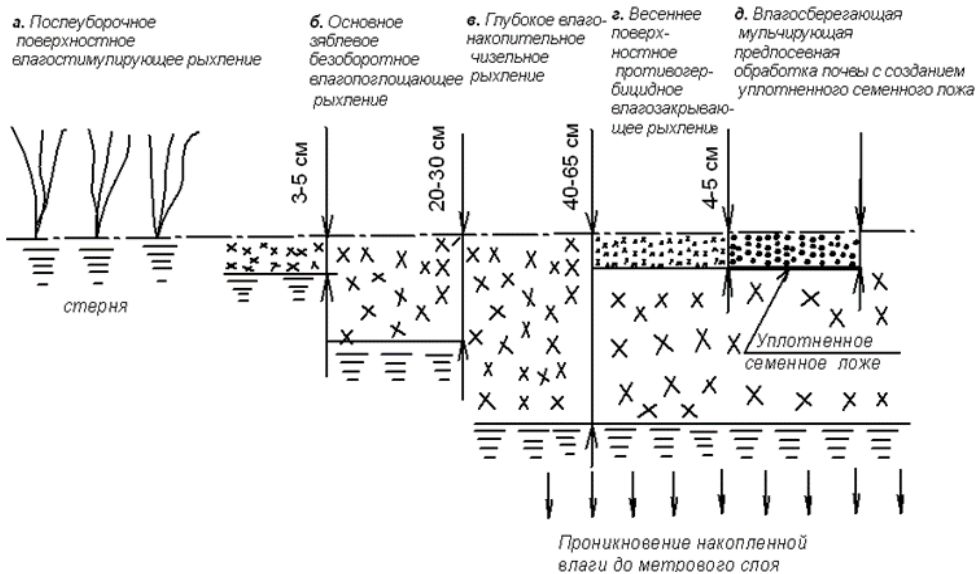 а. Послеуборочное
поверхностное
влагостимулирующее рыхление
б. Основное
зяблевое
безоборотное
влагопоглощающее
рыхление
в. Глубокое влаго-
накопительное
чизельное
рыхление
г. Весеннее
поверх-
ностное
противогер-
бицидное
влагозакрываю-
щее рыхление
д. Влагосберегающая
мульчирующая
предпосевная
обработка почвы с созданием
уплотненного семенного ложа
3-5 см
20-30 см
40-65 см
4-5 см
стерня
Уплотненное
семенное ложе
Проникновение накопленной
влаги до метрового слоя